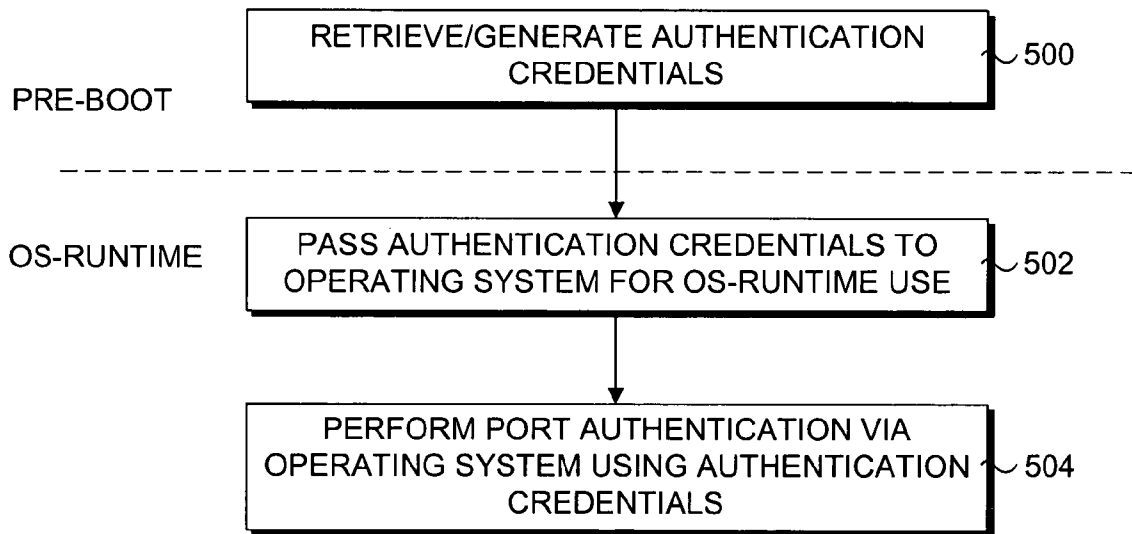 RETRIEVE/GENERATE AUTHENTICATION
CREDENTIALS
500
PRE-BOOT
OS-RUNTIME
PASS AUTHENTICATION CREDENTIALS TO
OPERATING SYSTEM FOR OS-RUNTIME USE
502
PERFORM PORT AUTHENTICATION VIA
OPERATING SYSTEM USING AUTHENTICATION
CREDENTIALS
504